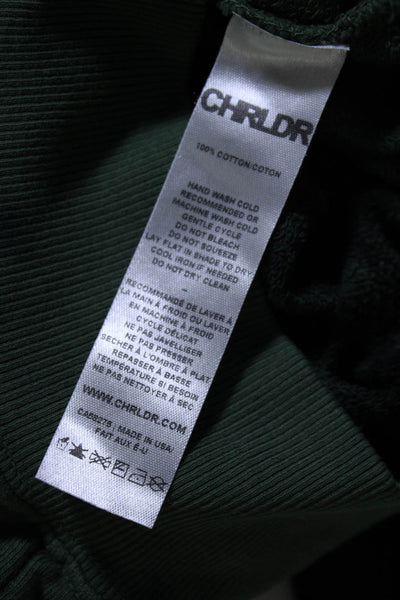 CHRLDR
100% COTTON/COTON
HAND WASH COLD
RECOMMENDED OR
MACHINE WASH COLD
GENTLE CYCLE
DO NOT BLEACH
DO NOT SQUEEZE
LAY FLAT IN SHADE TO DRY
COOL IRON IF NEEDED
DO NOT DRY CLEAN
-
RECOMMANDÉ DE LAVER À
LA MAIN À FROID OU LAVER
EN MACHINE À FROID
CYCLE DÉLICAT
NE PAS JAVELLISER
NE PAS PRESSER
SÉCHER À L'OMBRE À PLAT
REPASSER À BASSE
TEMPÉRATURE SI BESOIN
NE PAS NETTOYER À SEC
WWW.CHRLDR.COM
CA59275 | MADE IN USA/
FAIT AUX É-U